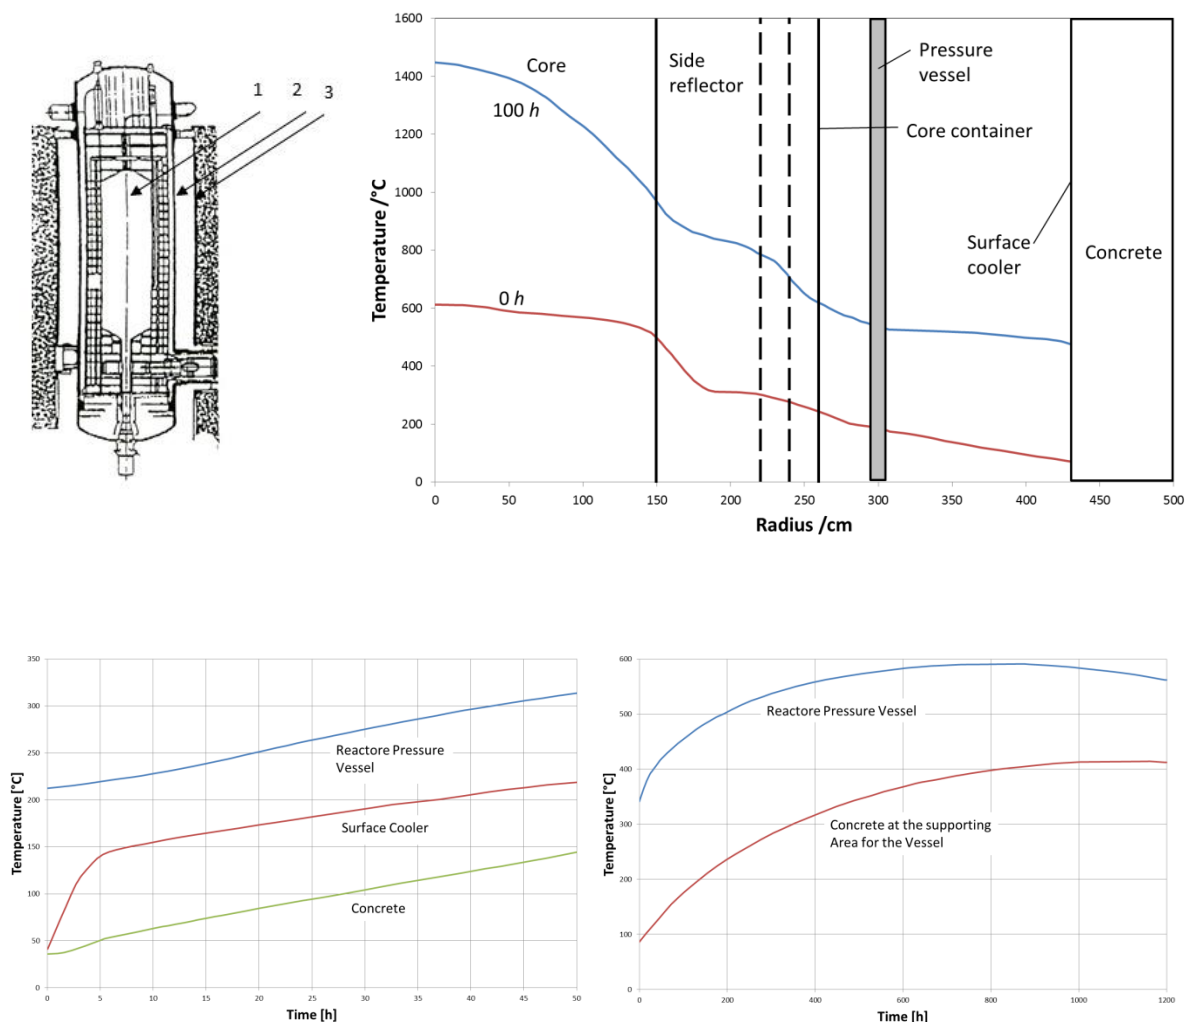 1 2 3
1600
1400
1200
1000
800
600
400
200
0
Temperature /°C
Core
100 h
0 h
Side
reflector
Pressure
vessel
Core container
Surface
cooler
Concrete
0 50 100 150 200 250 300 350 400 450 500
Radius /cm
350
300
250
200
150
100
50
0
Temperature [°C]
Reactore Pressure
Vessel
Surface Cooler
Concrete
0 5 10 15 20 25 30 35 40 45 50
Time [h]
600
500
400
300
200
100
0
Temperature [°C]
Reactore Pressure Vessel
Concrete at the supporting
Area for the Vessel
0 200 400 600 800 1000 1200
Time [h]